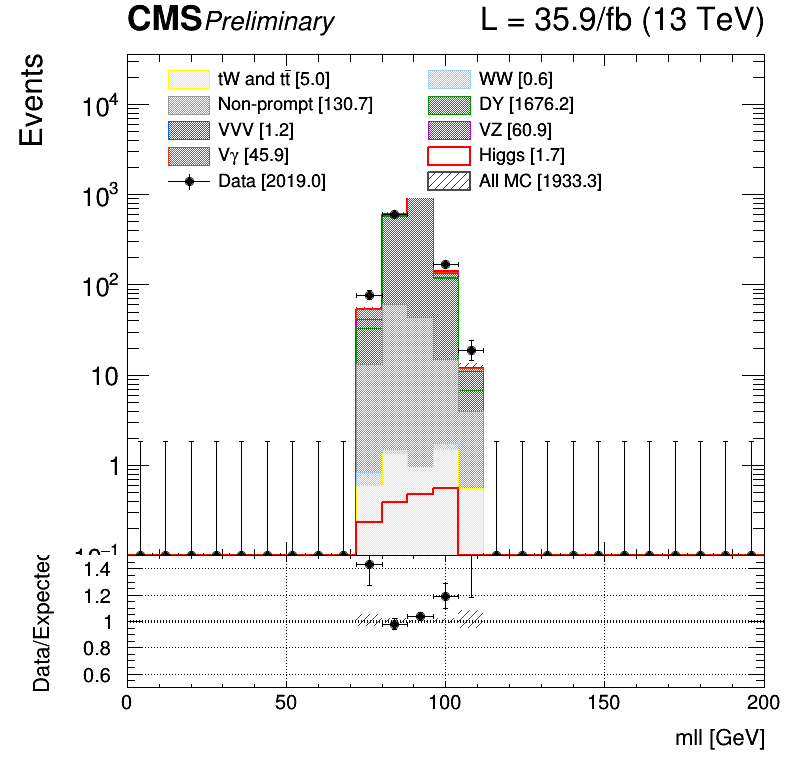 CMS Preliminary L = 35.9/fb (13 TeV)
Events
tW and tt̄ [5.0] WW [0.6]
Non-prompt [130.7] DY [1676.2]
VVV [1.2] VZ [60.9]
Vγ [45.9] Higgs [1.7]
Data [2019.0] All MC [1933.3]
10⁴
10³
10²
10
1
10⁻¹
Data/Expected
1.4
1.2
1
0.8
0.6
0 50 100 150 200
mll [GeV]